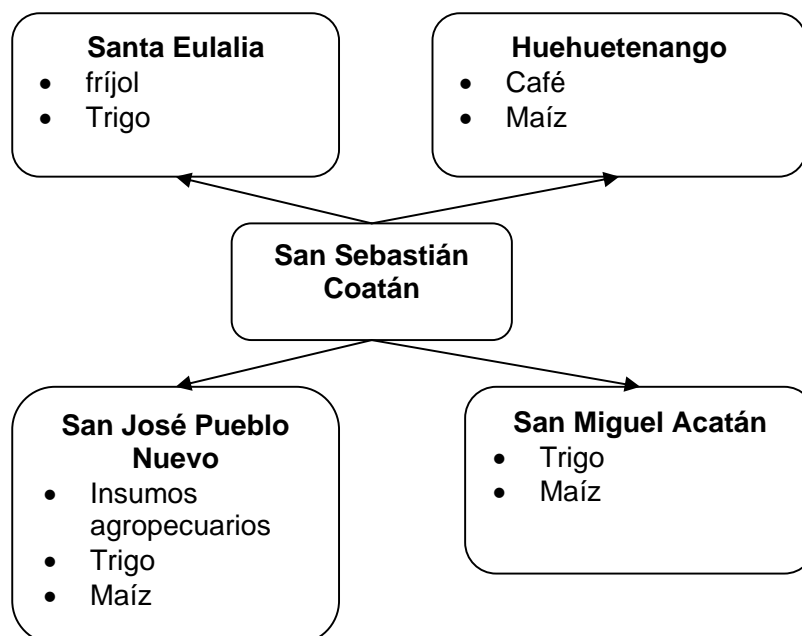 Santa Eulalia
• fríjol
• Trigo
Huehuetenango
• Café
• Maíz
San Sebastián
Coatán
San José Pueblo
Nuevo
• Insumos
agropecuarios
• Trigo
• Maíz
San Miguel Acatán
• Trigo
• Maíz